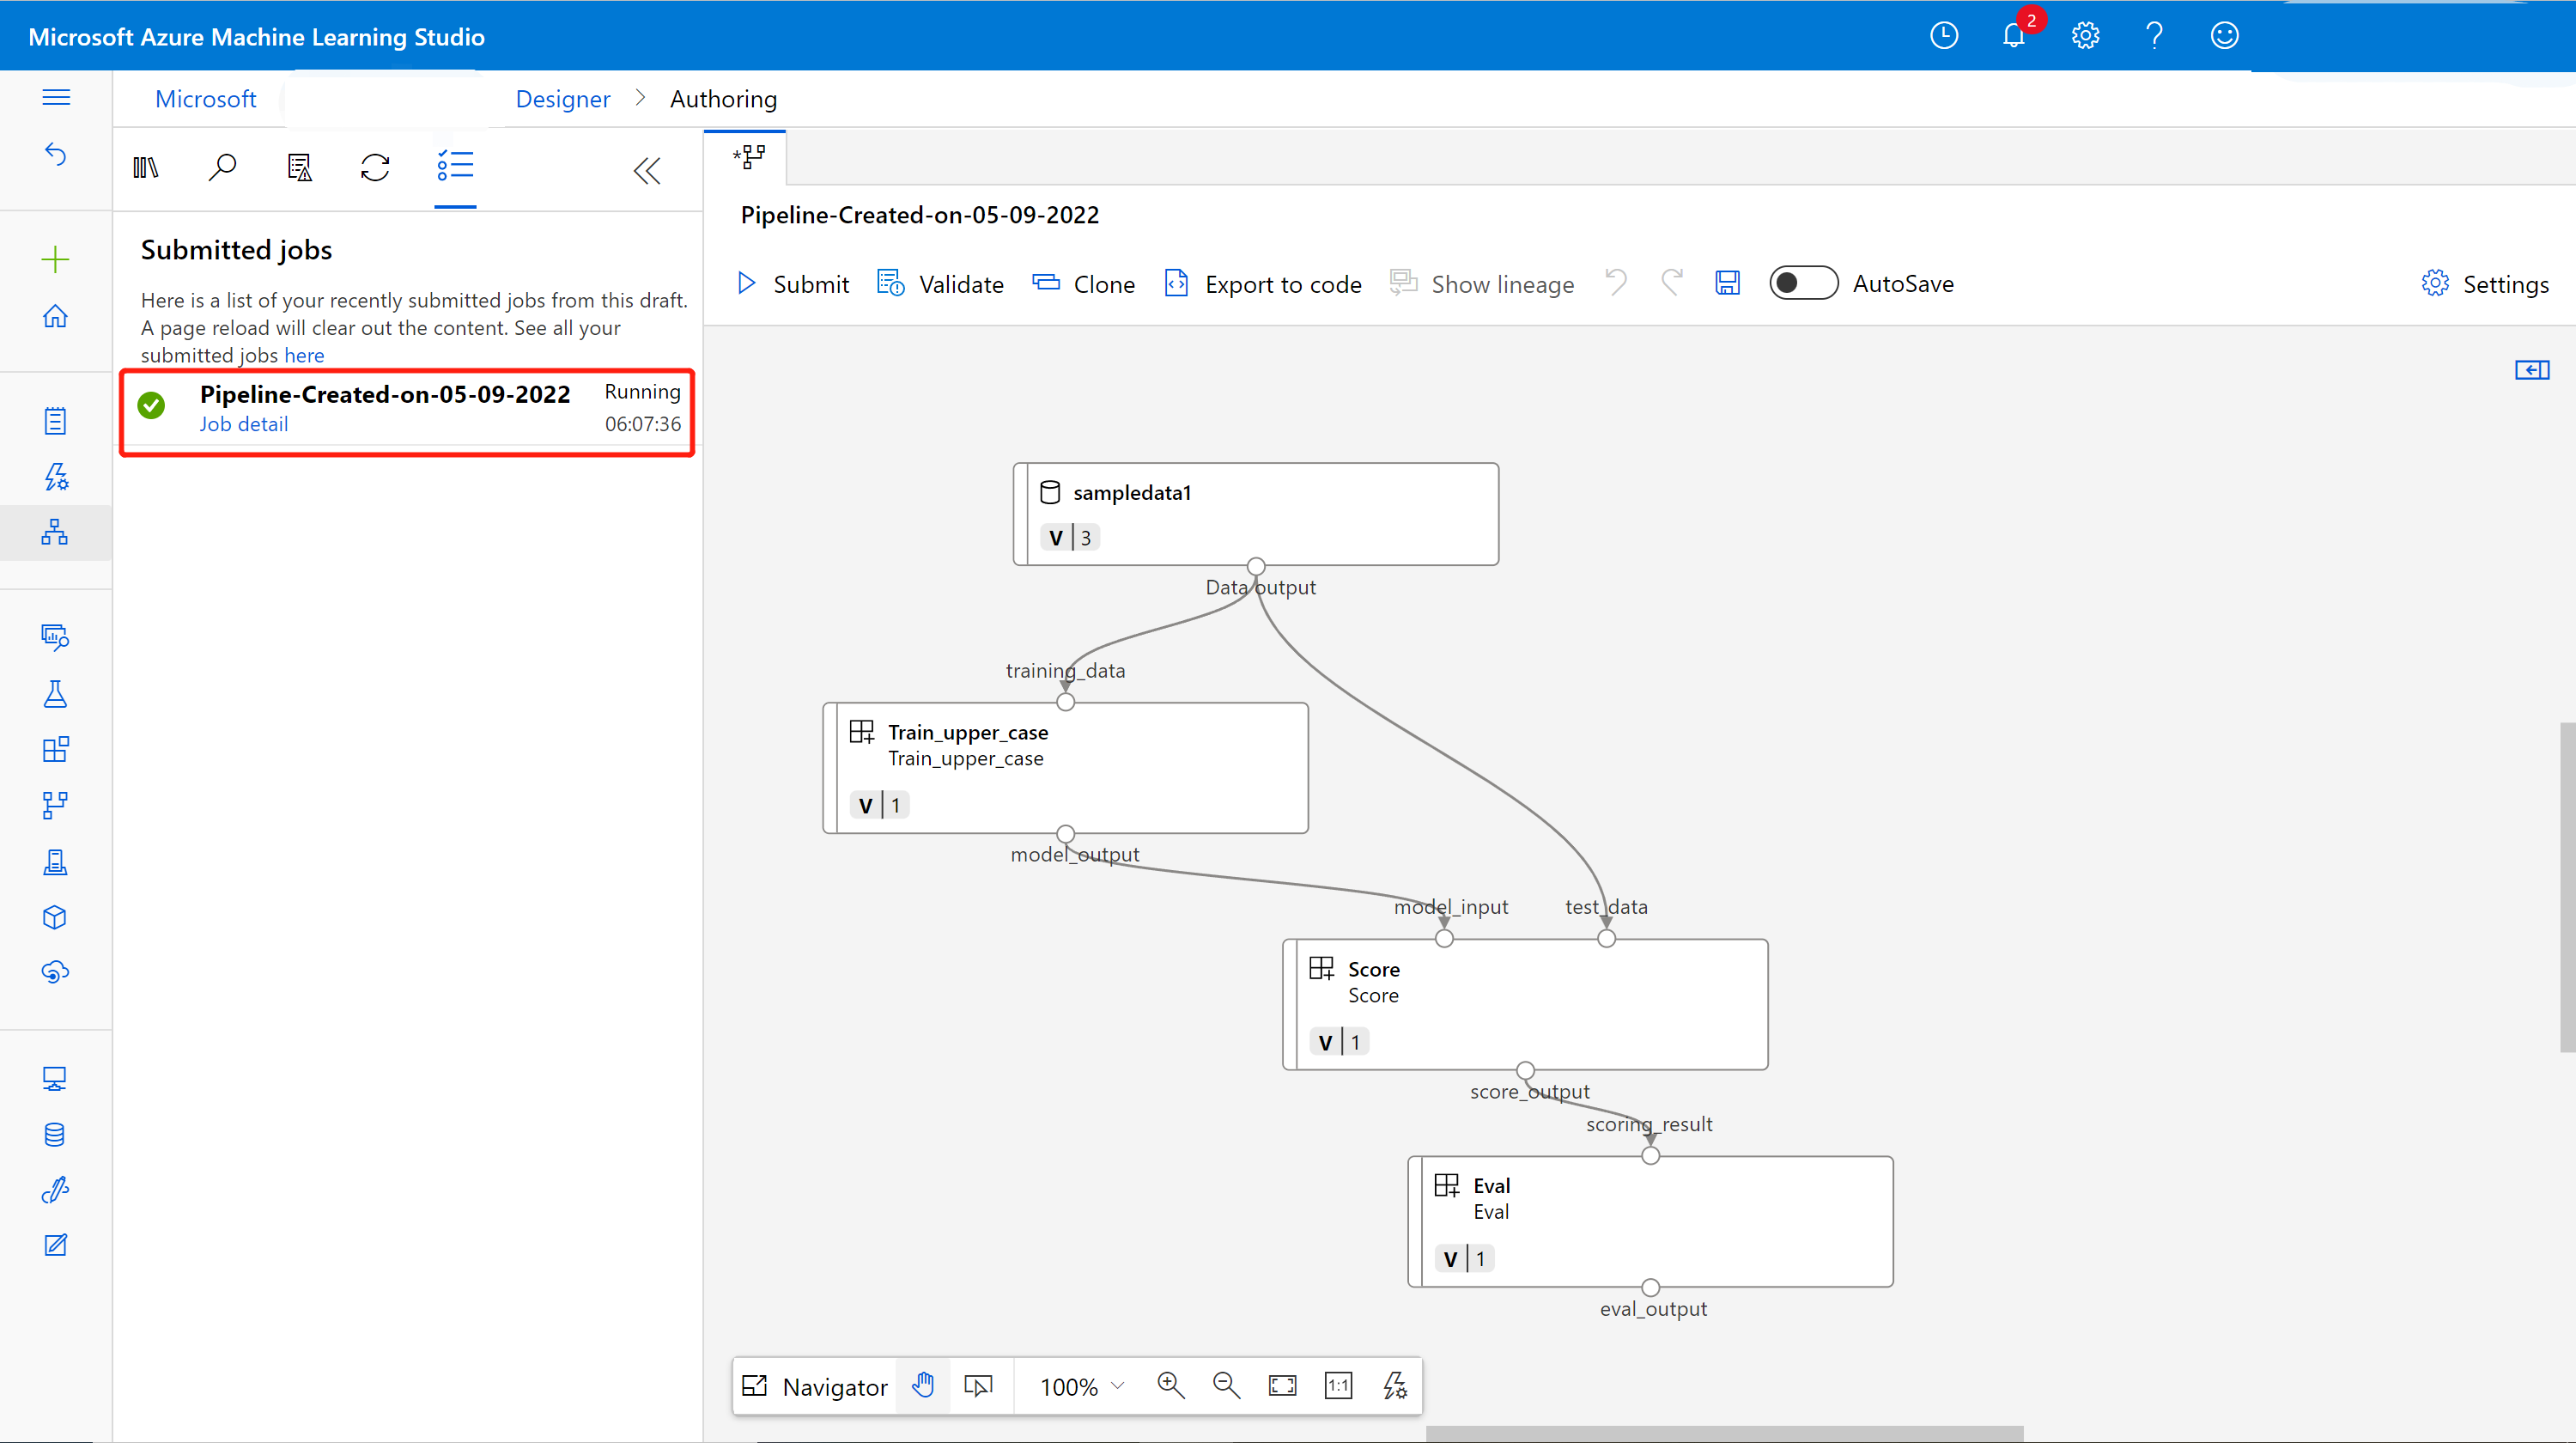 Microsoft Azure Machine Learning Studio
2
Microsoft
Designer > Authoring
Submitted jobs
Here is a list of your recently submitted jobs from this draft.
A page reload will clear out the content. See all your
submitted jobs here
Pipeline-Created-on-05-09-2022 Running
Job detail 06:07:36
Pipeline-Created-on-05-09-2022
Submit Validate Clone Export to code Show lineage AutoSave Settings
sampledata1
V 3
Data output
training_data
Train_upper_case
Train_upper_case
V 1
model_output
model_input test_data
Score
Score
V 1
score_output
scoring_result
Eval
Eval
V 1
eval_output
Navigator 100% 1:1